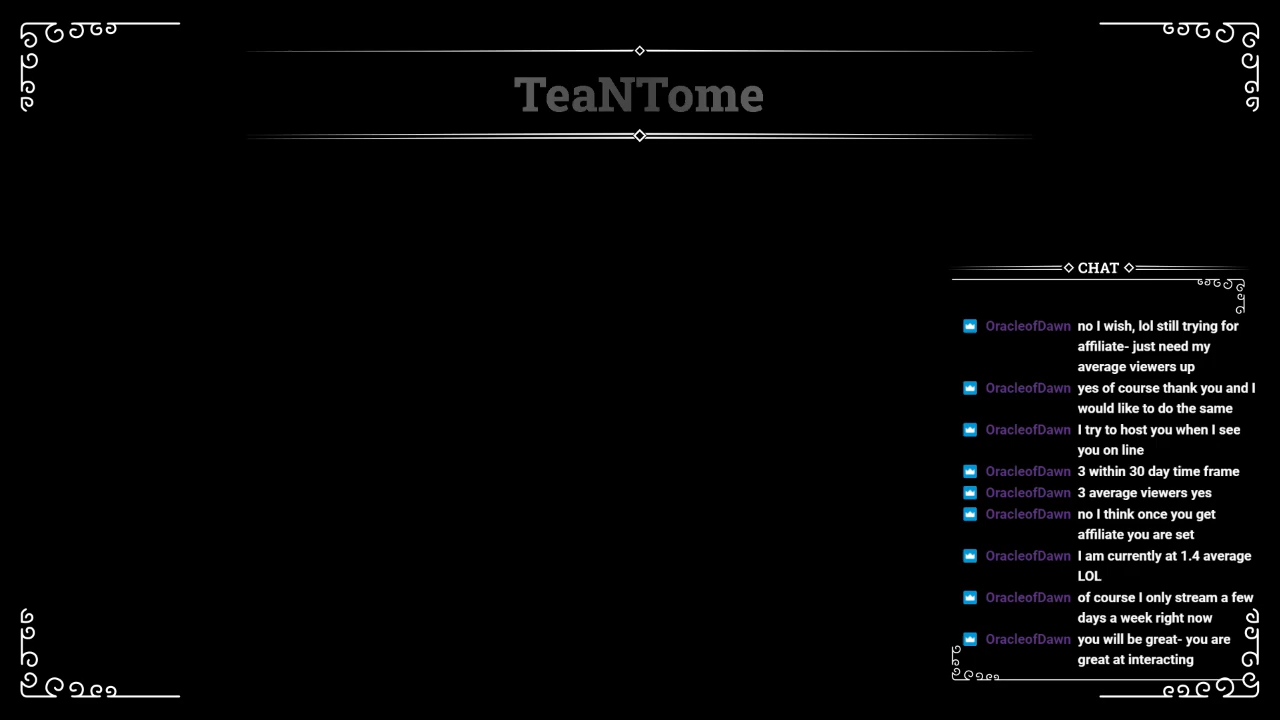 TeaNTome
CHAT
OracleofDawn no I wish, lol still trying for
affiliate- just need my
average viewers up
OracleofDawn yes of course thank you and I
would like to do the same
OracleofDawn I try to host you when I see
you on line
OracleofDawn 3 within 30 day time frame
OracleofDawn 3 average viewers yes
OracleofDawn no I think once you get
affiliate you are set
OracleofDawn I am currently at 1.4 average
LOL
OracleofDawn of course I only stream a few
days a week right now
OracleofDawn you will be great- you are
great at interacting